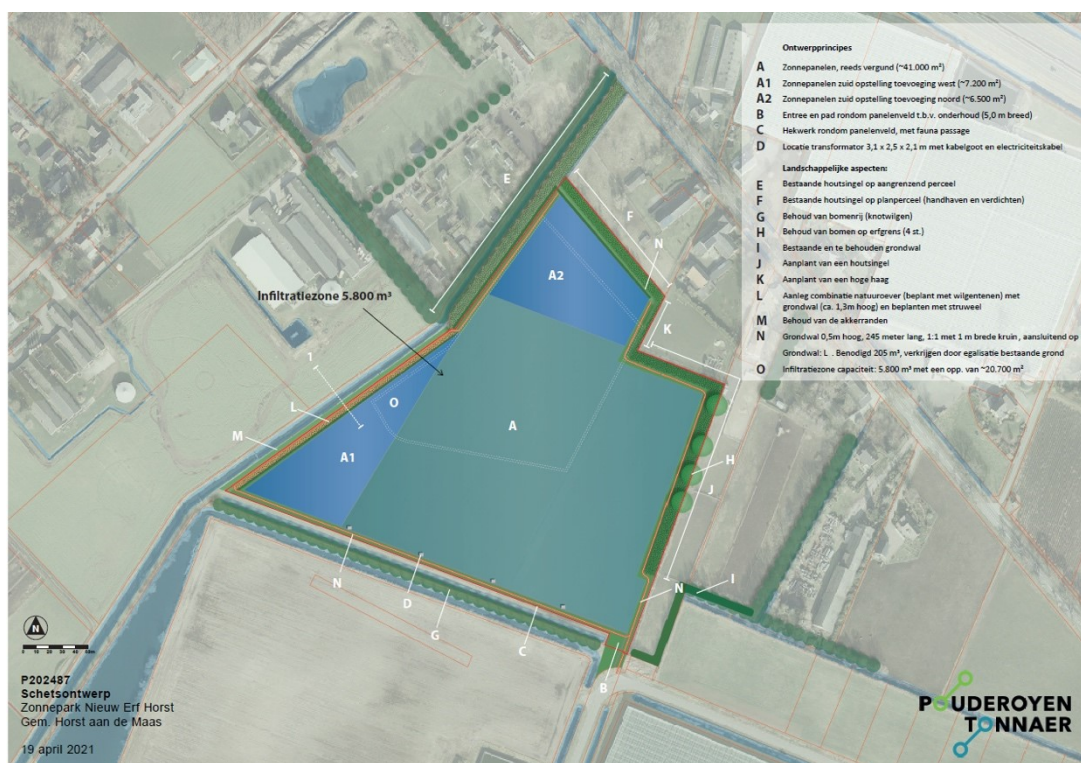 Ontwerpprincipes
A Zonnepanelen, reeds vergund (~41.000 m²)
A1 Zonnepanelen zuid opstelling toevoeging west (~7.200 m²)
A2 Zonnepanelen zuid opstelling toevoeging noord (~6.500 m²)
B Entree en pad rondom panelenveld t.b.v. onderhoud (5,0 m breed)
C Hekwerk rondom panelenveld, met fauna passage
D Locatie transformator 3,1 x 2,5 x 2,1 m met kabelgoot en electriciteitskabel
Landschappelijke aspecten:
E Bestaande houtsingel op aangrenzend perceel
F Bestaande houtsingel op planperceel (handhaven en verdichten)
G Behoud van bomenrij (knotwilgen)
H Behoud van bomen op erfgrens (4 st.)
I Bestaande en te behouden grondwal
J Aanplant van een houtsingel
K Aanplant van een hoge haag
L Aanleg combinatie natuuroever (beplant met wilgentenen) met
grondwal (ca. 1,3m hoog) en beplanten met struweel
M Behoud van de akkerranden
N Grondwal 0,5m hoog, 245 meter lang, 1:1 met 1 m brede kruin, aansluitend op
Grondwal: L . Benodigd 205 m³, verkrijgen door egalisatie bestaande grond
O Infiltratiezone capaciteit: 5.800 m³ met een opp. van ~20.700 m²
E
F
N
A2
K
Infiltratiezone 5.800 m³
1
L
O
M
A
A1
H
J
N
D
G
C
N
I
B
N
0 10 20 30 40 50m
P202487
Schetsontwerp
Zonnepark Nieuw Erf Horst
Gem. Horst aan de Maas
19 april 2021
POUDEROYEN
TONNAER